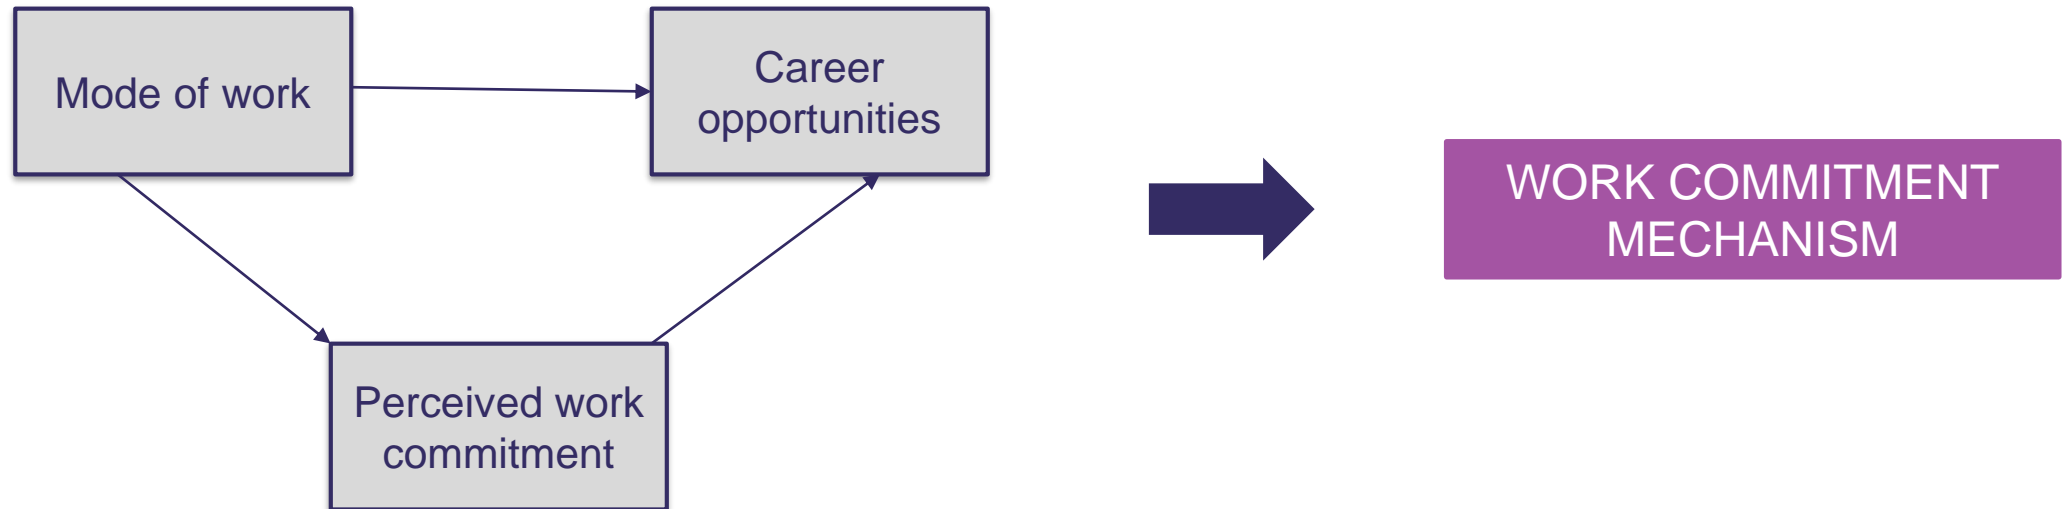 Mode of work
Career
opportunities
Perceived work
commitment
WORK COMMITMENT
MECHANISM